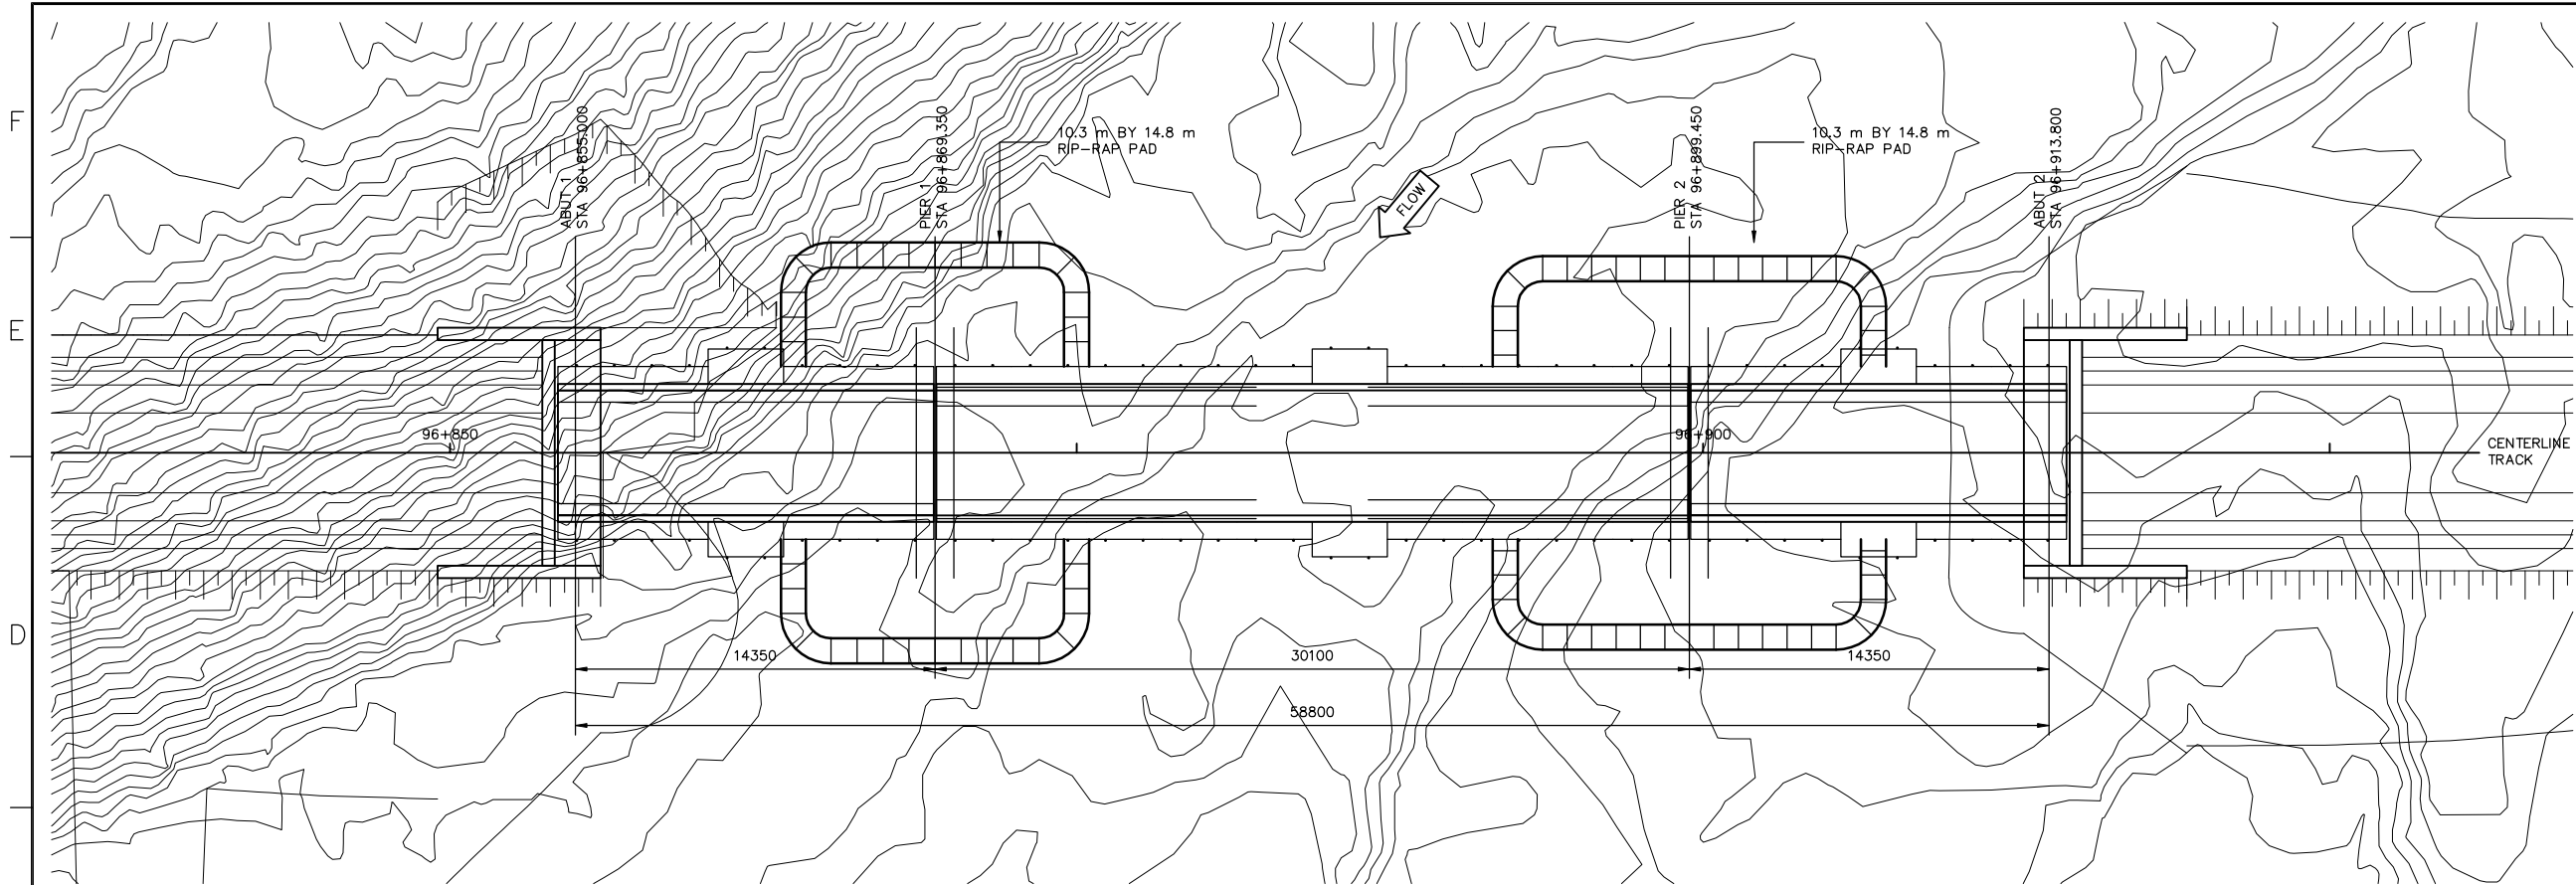 F
E
D
ABUT 1
STA 96+855.000
PIER 1
STA 96+869.350
10.3 m BY 14.8 m
RIP-RAP PAD
FLOW
PIER 2
STA 96+899.450
10.3 m BY 14.8 m
RIP-RAP PAD
ABUT 2
STA 96+913.800
96+850
96+900
CENTERLINE
TRACK
14350
30100
14350
58800